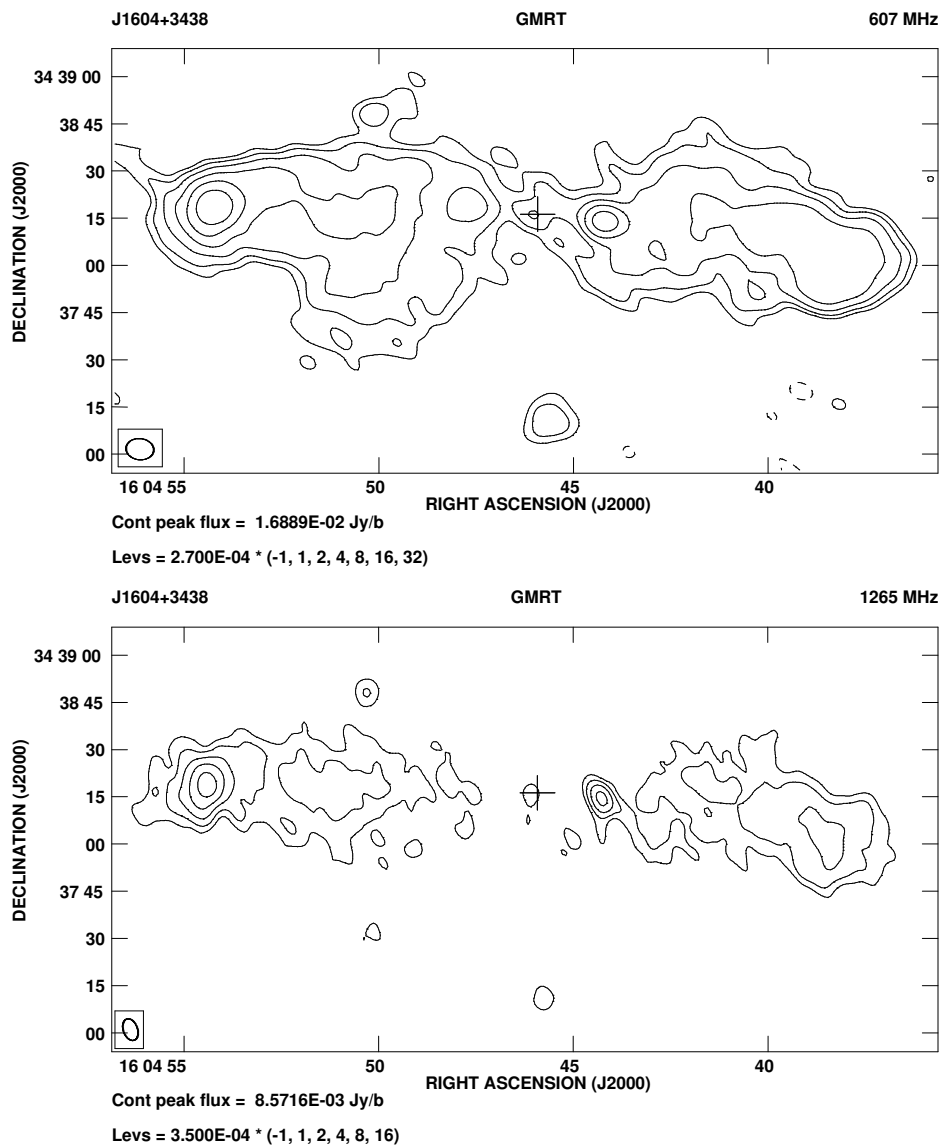 J1604+3438 GMRT 607 MHz
34 39 00
38 45
30
15
00
37 45
30
15
00
DECLINATION (J2000)
16 04 55 50 45 40
RIGHT ASCENSION (J2000)
Cont peak flux = 1.6889E-02 Jy/b
Levs = 2.700E-04 * (-1, 1, 2, 4, 8, 16, 32)
J1604+3438 GMRT 1265 MHz
34 39 00
38 45
30
15
00
37 45
30
15
00
DECLINATION (J2000)
16 04 55 50 45 40
RIGHT ASCENSION (J2000)
Cont peak flux = 8.5716E-03 Jy/b
Levs = 3.500E-04 * (-1, 1, 2, 4, 8, 16)